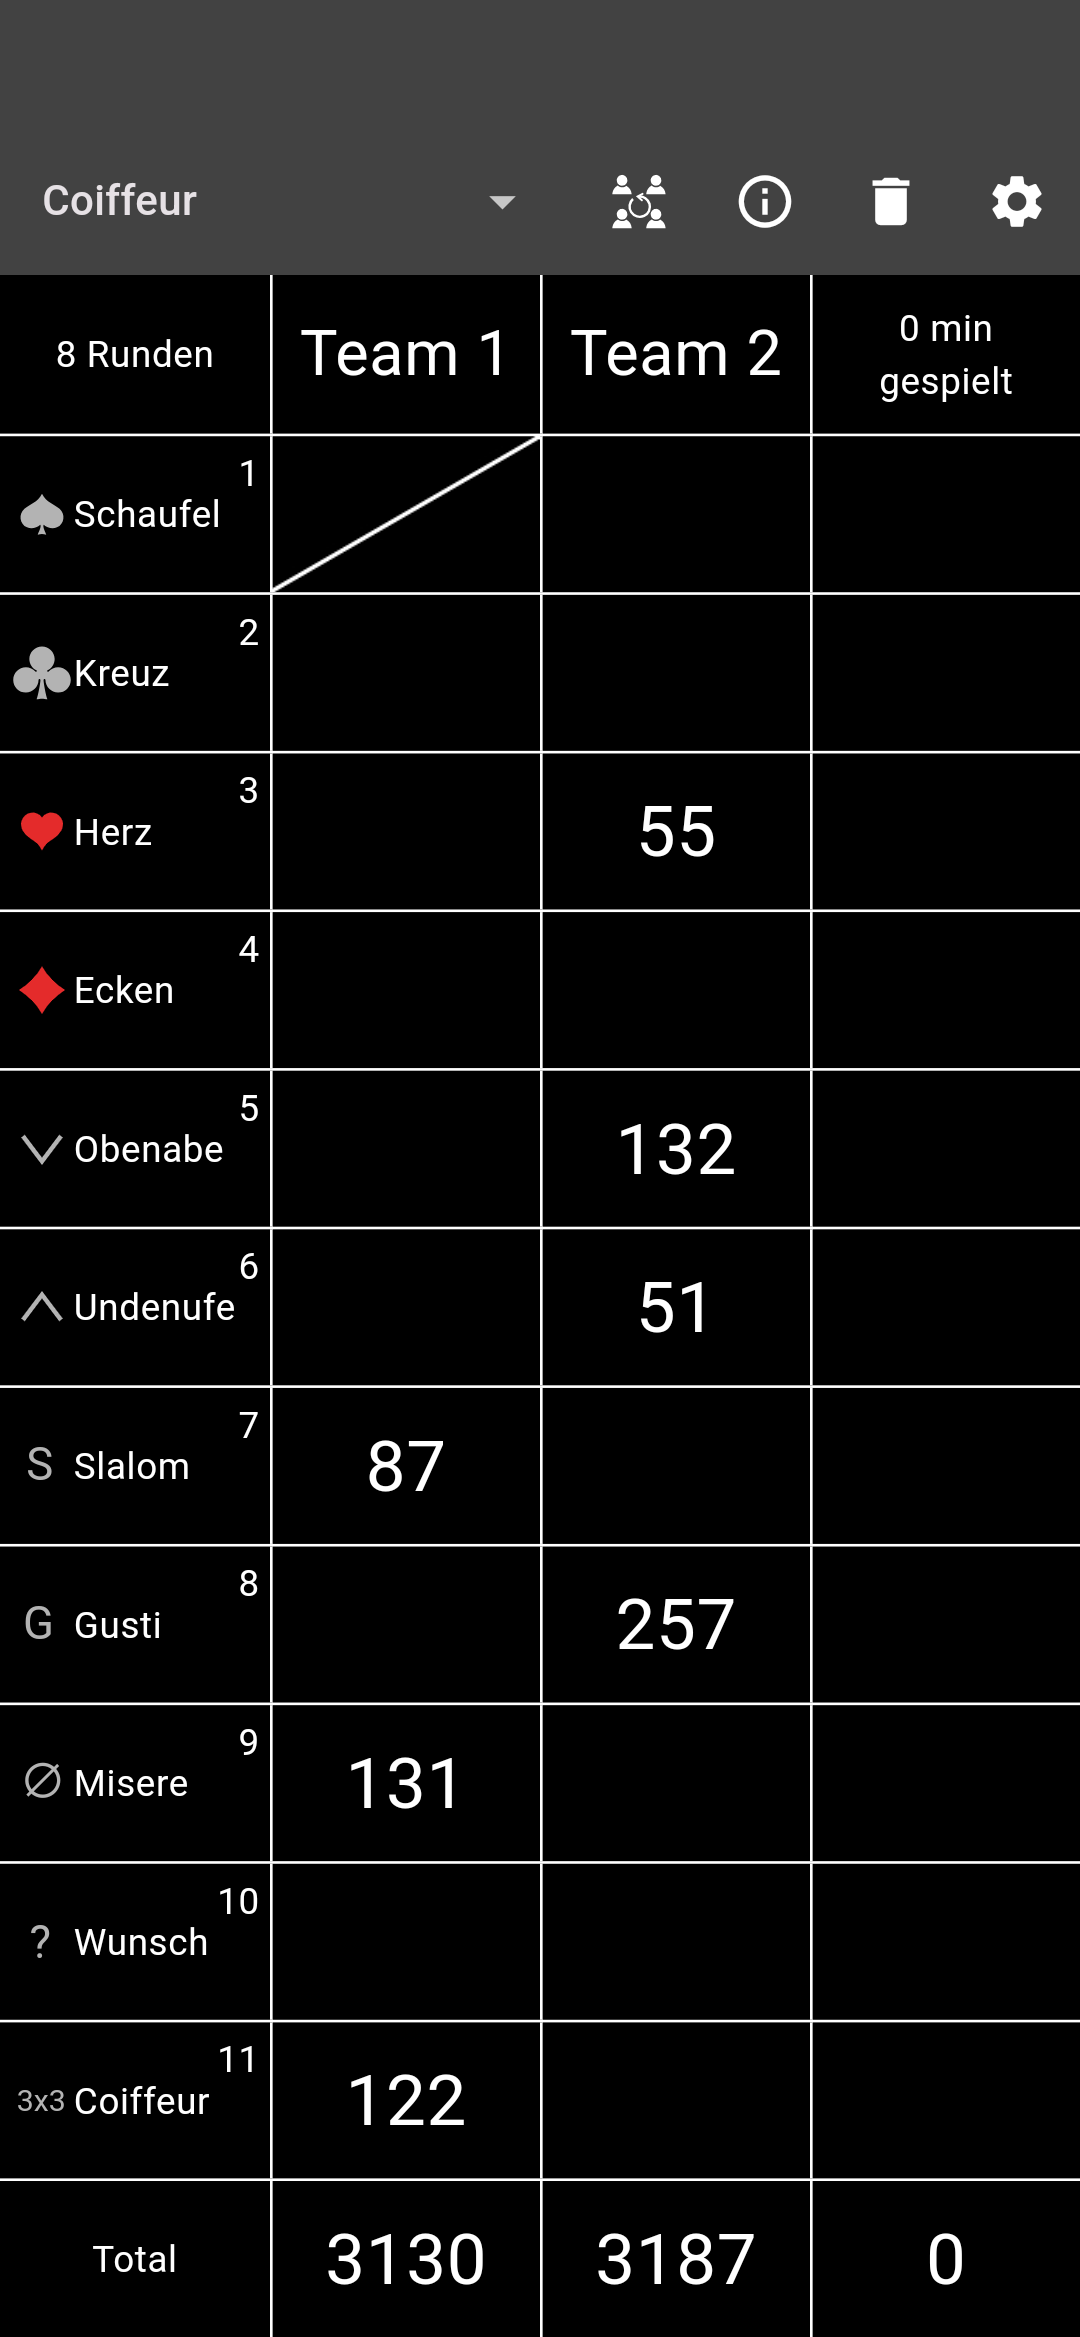 Coiffeur
8 Runden
Team 1
Team 2
0 min
gespielt
1
Schaufel
2
Kreuz
3
Herz
55
4
Ecken
5
Obenabe
132
6
Undenufe
51
7
S Slalom
87
8
G Gusti
257
9
Misere
131
10
? Wunsch
11
3x3 Coiffeur
122
Total
3130
3187
0